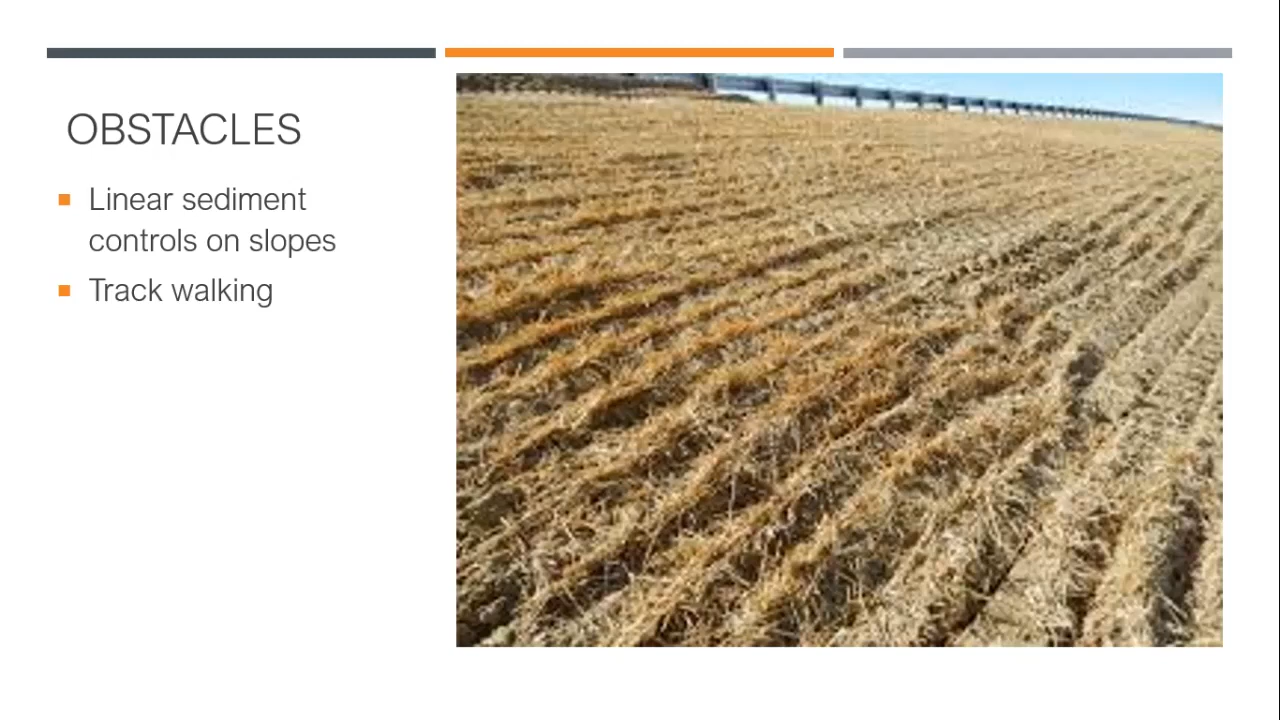 OBSTACLES
Linear sediment
controls on slopes
Track walking